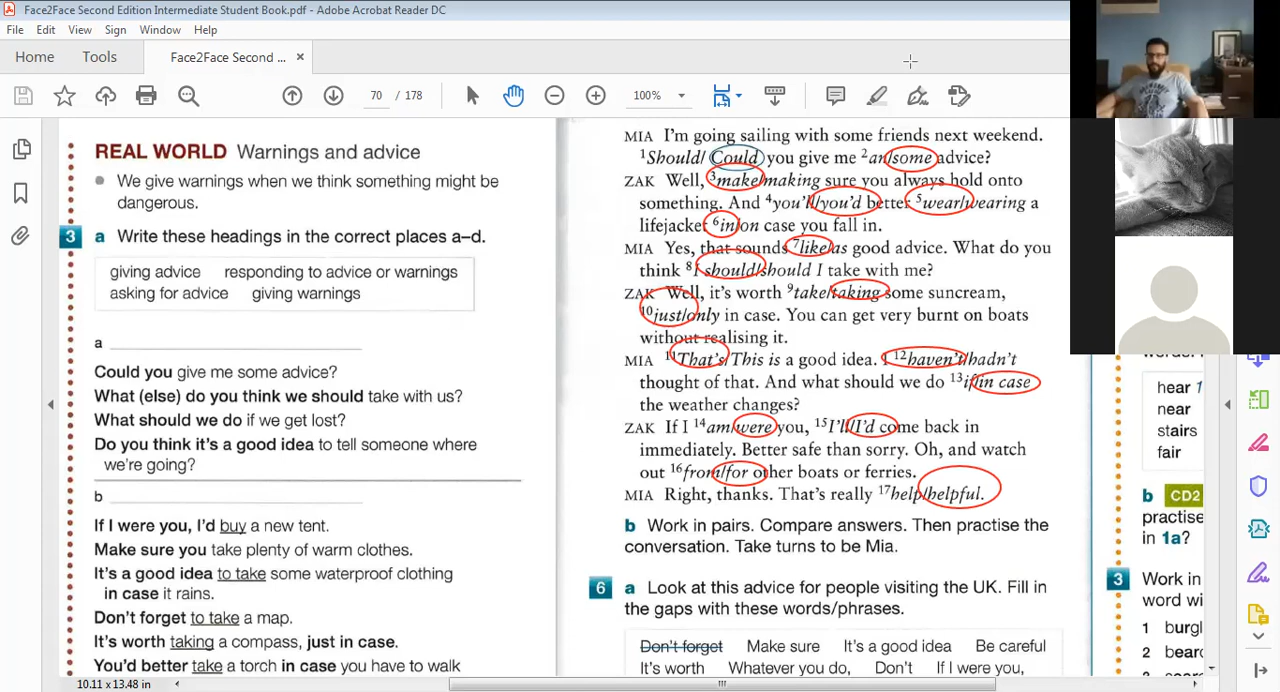 Face2Face Second Edition Intermediate Student Book.pdf - Adobe Acrobat Reader DC
File Edit View Sign Window Help
Home Tools Face2Face Second ... ×
70 / 178 100%
REAL WORLD Warnings and advice
We give warnings when we think something might be
dangerous.
3 a Write these headings in the correct places a–d.
giving advice responding to advice or warnings
asking for advice giving warnings
a
Could you give me some advice?
What (else) do you think we should take with us?
What should we do if we get lost?
Do you think it's a good idea to tell someone where
we're going?
b
If I were you, I'd buy a new tent.
Make sure you take plenty of warm clothes.
It's a good idea to take some waterproof clothing
in case it rains.
Don't forget to take a map.
It's worth taking a compass, just in case.
You'd better take a torch in case you have to walk
10.11 x 13.48 in
MIA I'm going sailing with some friends next weekend.
1Should/ Could you give me 2an/some advice?
ZAK Well, 3make/making sure you always hold onto
something. And 4you'll/you'd better 5wear/wearing a
lifejacket 6in/on case you fall in.
MIA Yes, that sounds 7like/as good advice. What do you
think 8I should/should I take with me?
ZAK Well, it's worth 9take/taking some suncream,
10just/only in case. You can get very burnt on boats
without realising it.
MIA 11That's/This is a good idea. I 12haven't/hadn't
thought of that. And what should we do 13if/in case
the weather changes?
ZAK If I 14am/were you, 15I'll/I'd come back in
immediately. Better safe than sorry. Oh, and watch
out 16from/for other boats or ferries.
MIA Right, thanks. That's really 17help/helpful.
b Work in pairs. Compare answers. Then practise the
conversation. Take turns to be Mia.
6 a Look at this advice for people visiting the UK. Fill in
the gaps with these words/phrases.
Don't forget Make sure It's a good idea Be careful
It's worth Whatever you do, Don't If I were you,
hear 1
near
stairs
fair
b CD2
practise
in 1a?
3 Work in
word wi
1 burgl
2 bear